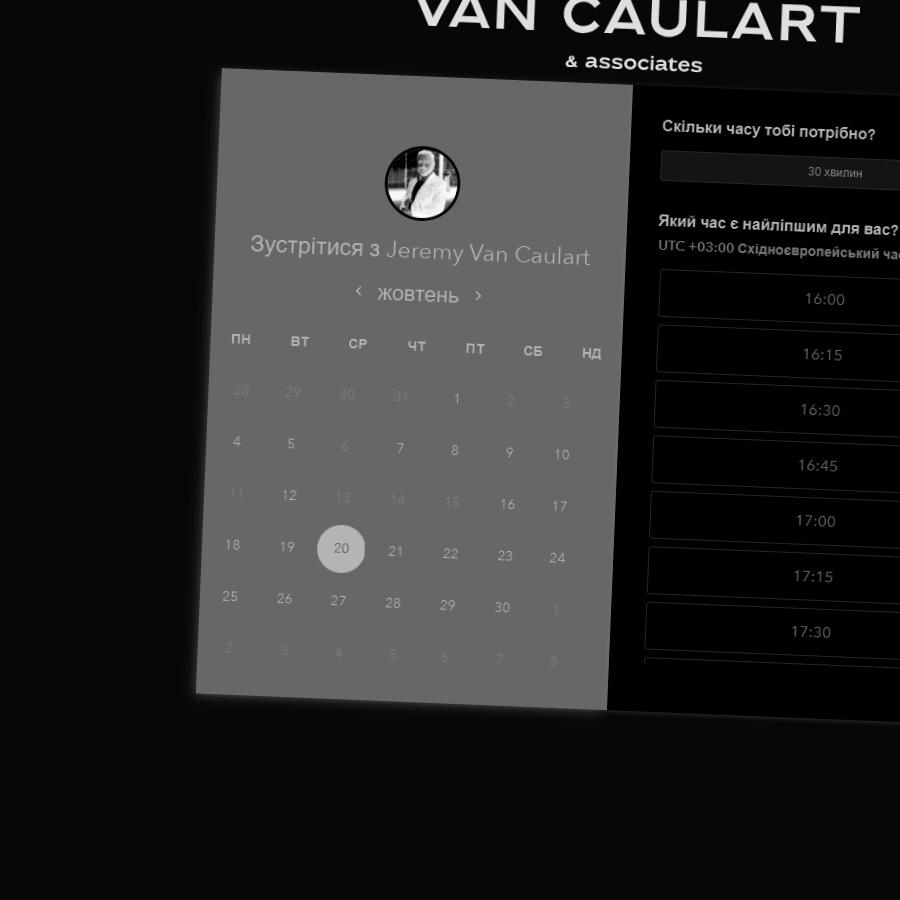 VAN CAULART
& associates
Зустрітися з Jeremy Van Caulart
жовтень
ПН ВТ СР ЧТ ПТ СБ НД
28 29 30 31 1 2 3
4 5 6 7 8 9 10
11 12 13 14 15 16 17
18 19 20 21 22 23 24
25 26 27 28 29 30 1
2 3 4 5 6 7 8
Скільки часу тобі потрібно?
30 хвилин
Який час є найліпшим для вас?
UTC +03:00 Східноєвропейський час
16:00
16:15
16:30
16:45
17:00
17:15
17:30